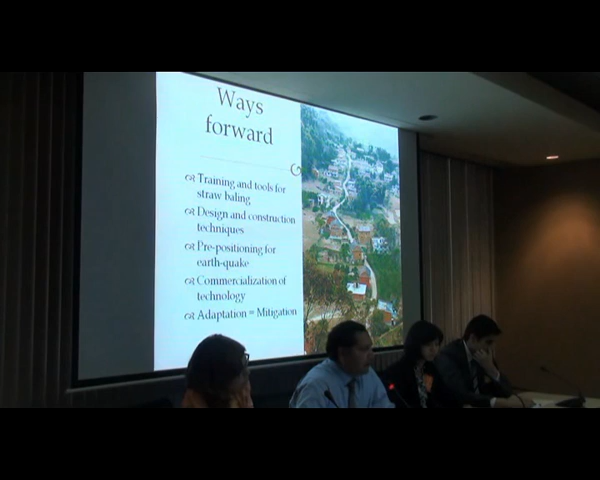 Ways
forward
Training and tools for
straw baling
Design and construction
techniques
Pre-positioning for
earth-quake
Commercialization of
technology
Adaptation = Mitigation